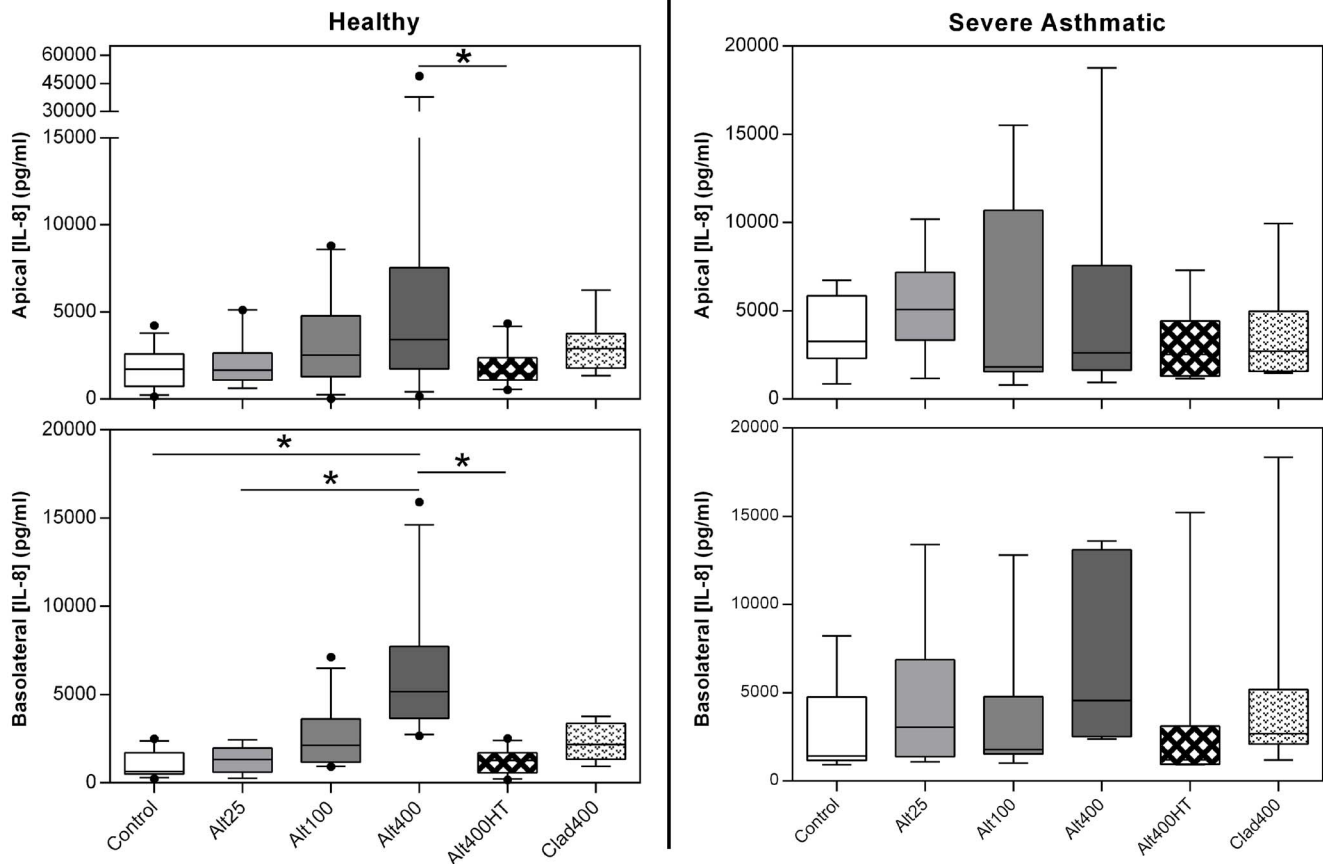 Healthy
Severe Asthmatic
Apical [IL-8] (pg/ml)
60000
45000
30000
15000
10000
5000
0
*
Apical [IL-8] (pg/ml)
20000
15000
10000
5000
0
Basolateral [IL-8] (pg/ml)
20000
15000
10000
5000
0
*
*
*
Control
Alt25
Alt100
Alt400
Alt400HT
Clad400
Basolateral [IL-8] (pg/ml)
20000
15000
10000
5000
0
Control
Alt25
Alt100
Alt400
Alt400HT
Clad400